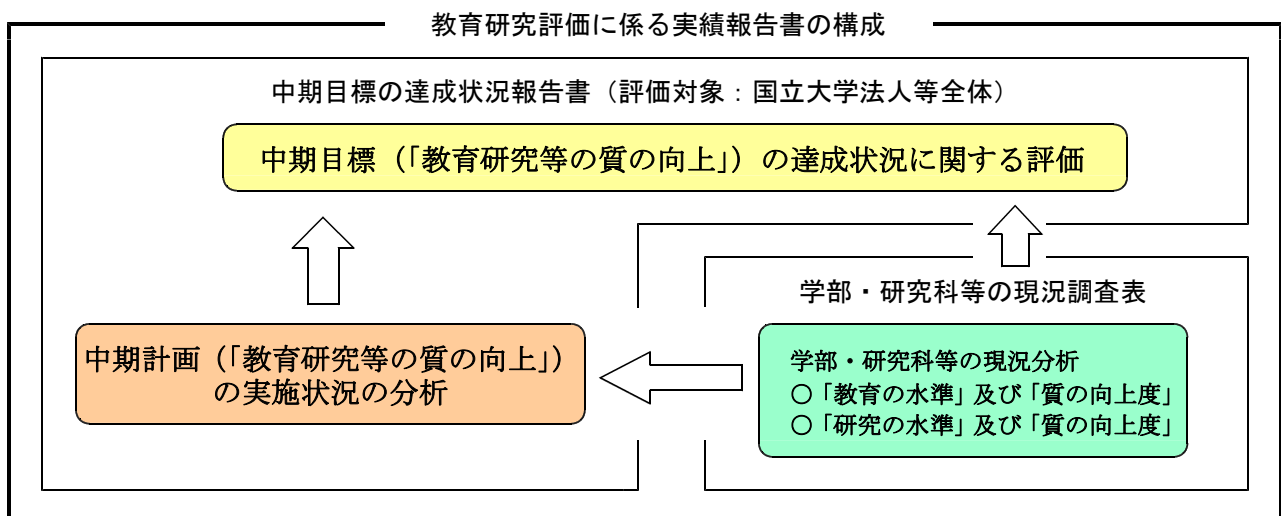 教育研究評価に係る実績報告書の構成
中期目標の達成状況報告書（評価対象：国立大学法人等全体）
中期目標（「教育研究等の質の向上」）の達成状況に関する評価
学部・研究科等の現況調査表
中期計画（「教育研究等の質の向上」）
の実施状況の分析
学部・研究科等の現況分析
○「教育の水準」及び「質の向上度」
○「研究の水準」及び「質の向上度」